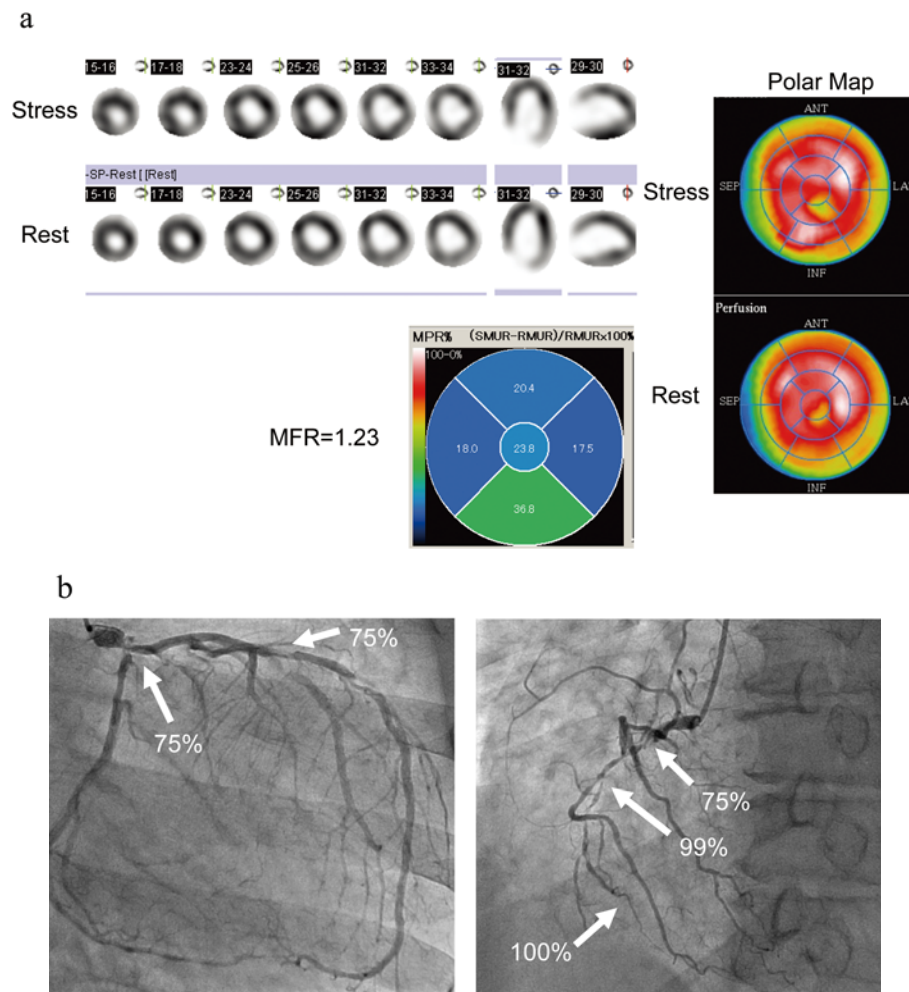 a
15-16 17-18 23-24 25-26 31-32 33-34 31-32 29-30
Stress
-SP-Rest [ [Rest]
15-16 17-18 23-24 25-26 31-32 33-34 31-32 29-30
Rest
Polar Map
ANT
Stress
SEP
LA
INF
Perfusion
ANT
Rest
SEP
LA
INF
MPR% (SMUR-RMUR)/RMUR×100%
100-0%
20.4
MFR=1.23
18.0 23.8 17.5
36.8
b
75%
75%
75%
99%
100%